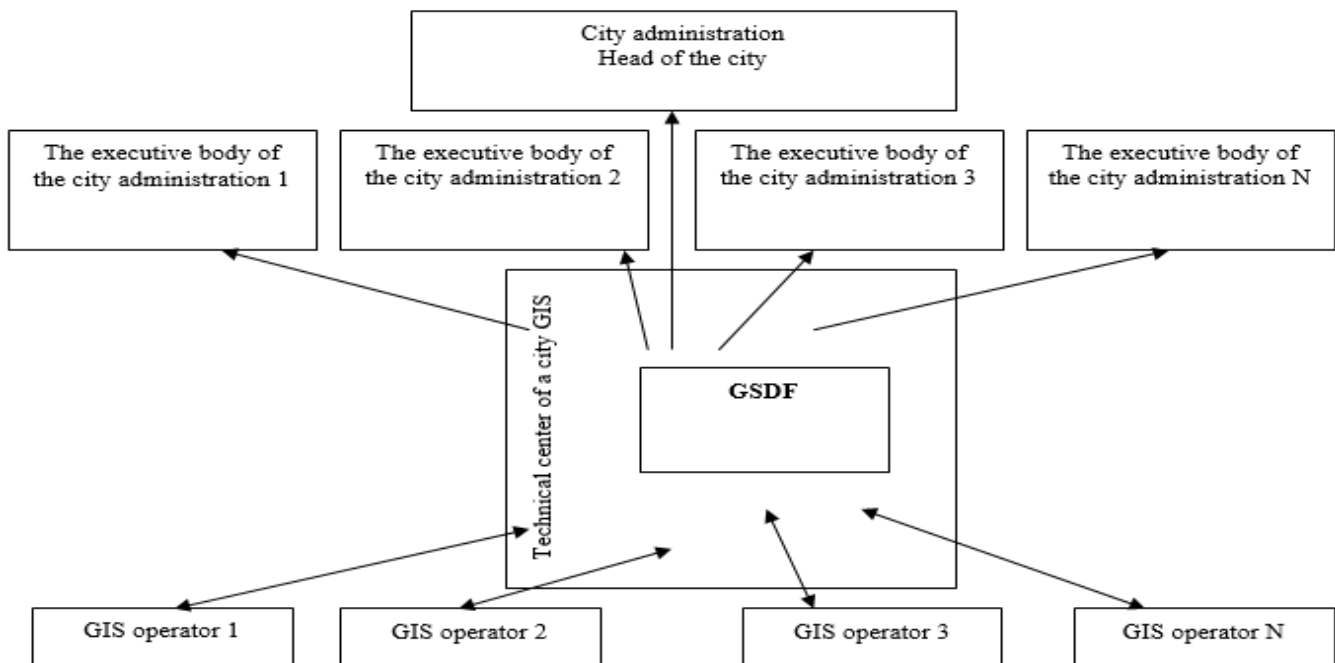 City administration
Head of the city
The executive body of
the city administration 1
The executive body of
the city administration 2
The executive body of
the city administration 3
The executive body of
the city administration N
Technical center of a city GIS
GSDF
GIS operator 1
GIS operator 2
GIS operator 3
GIS operator N